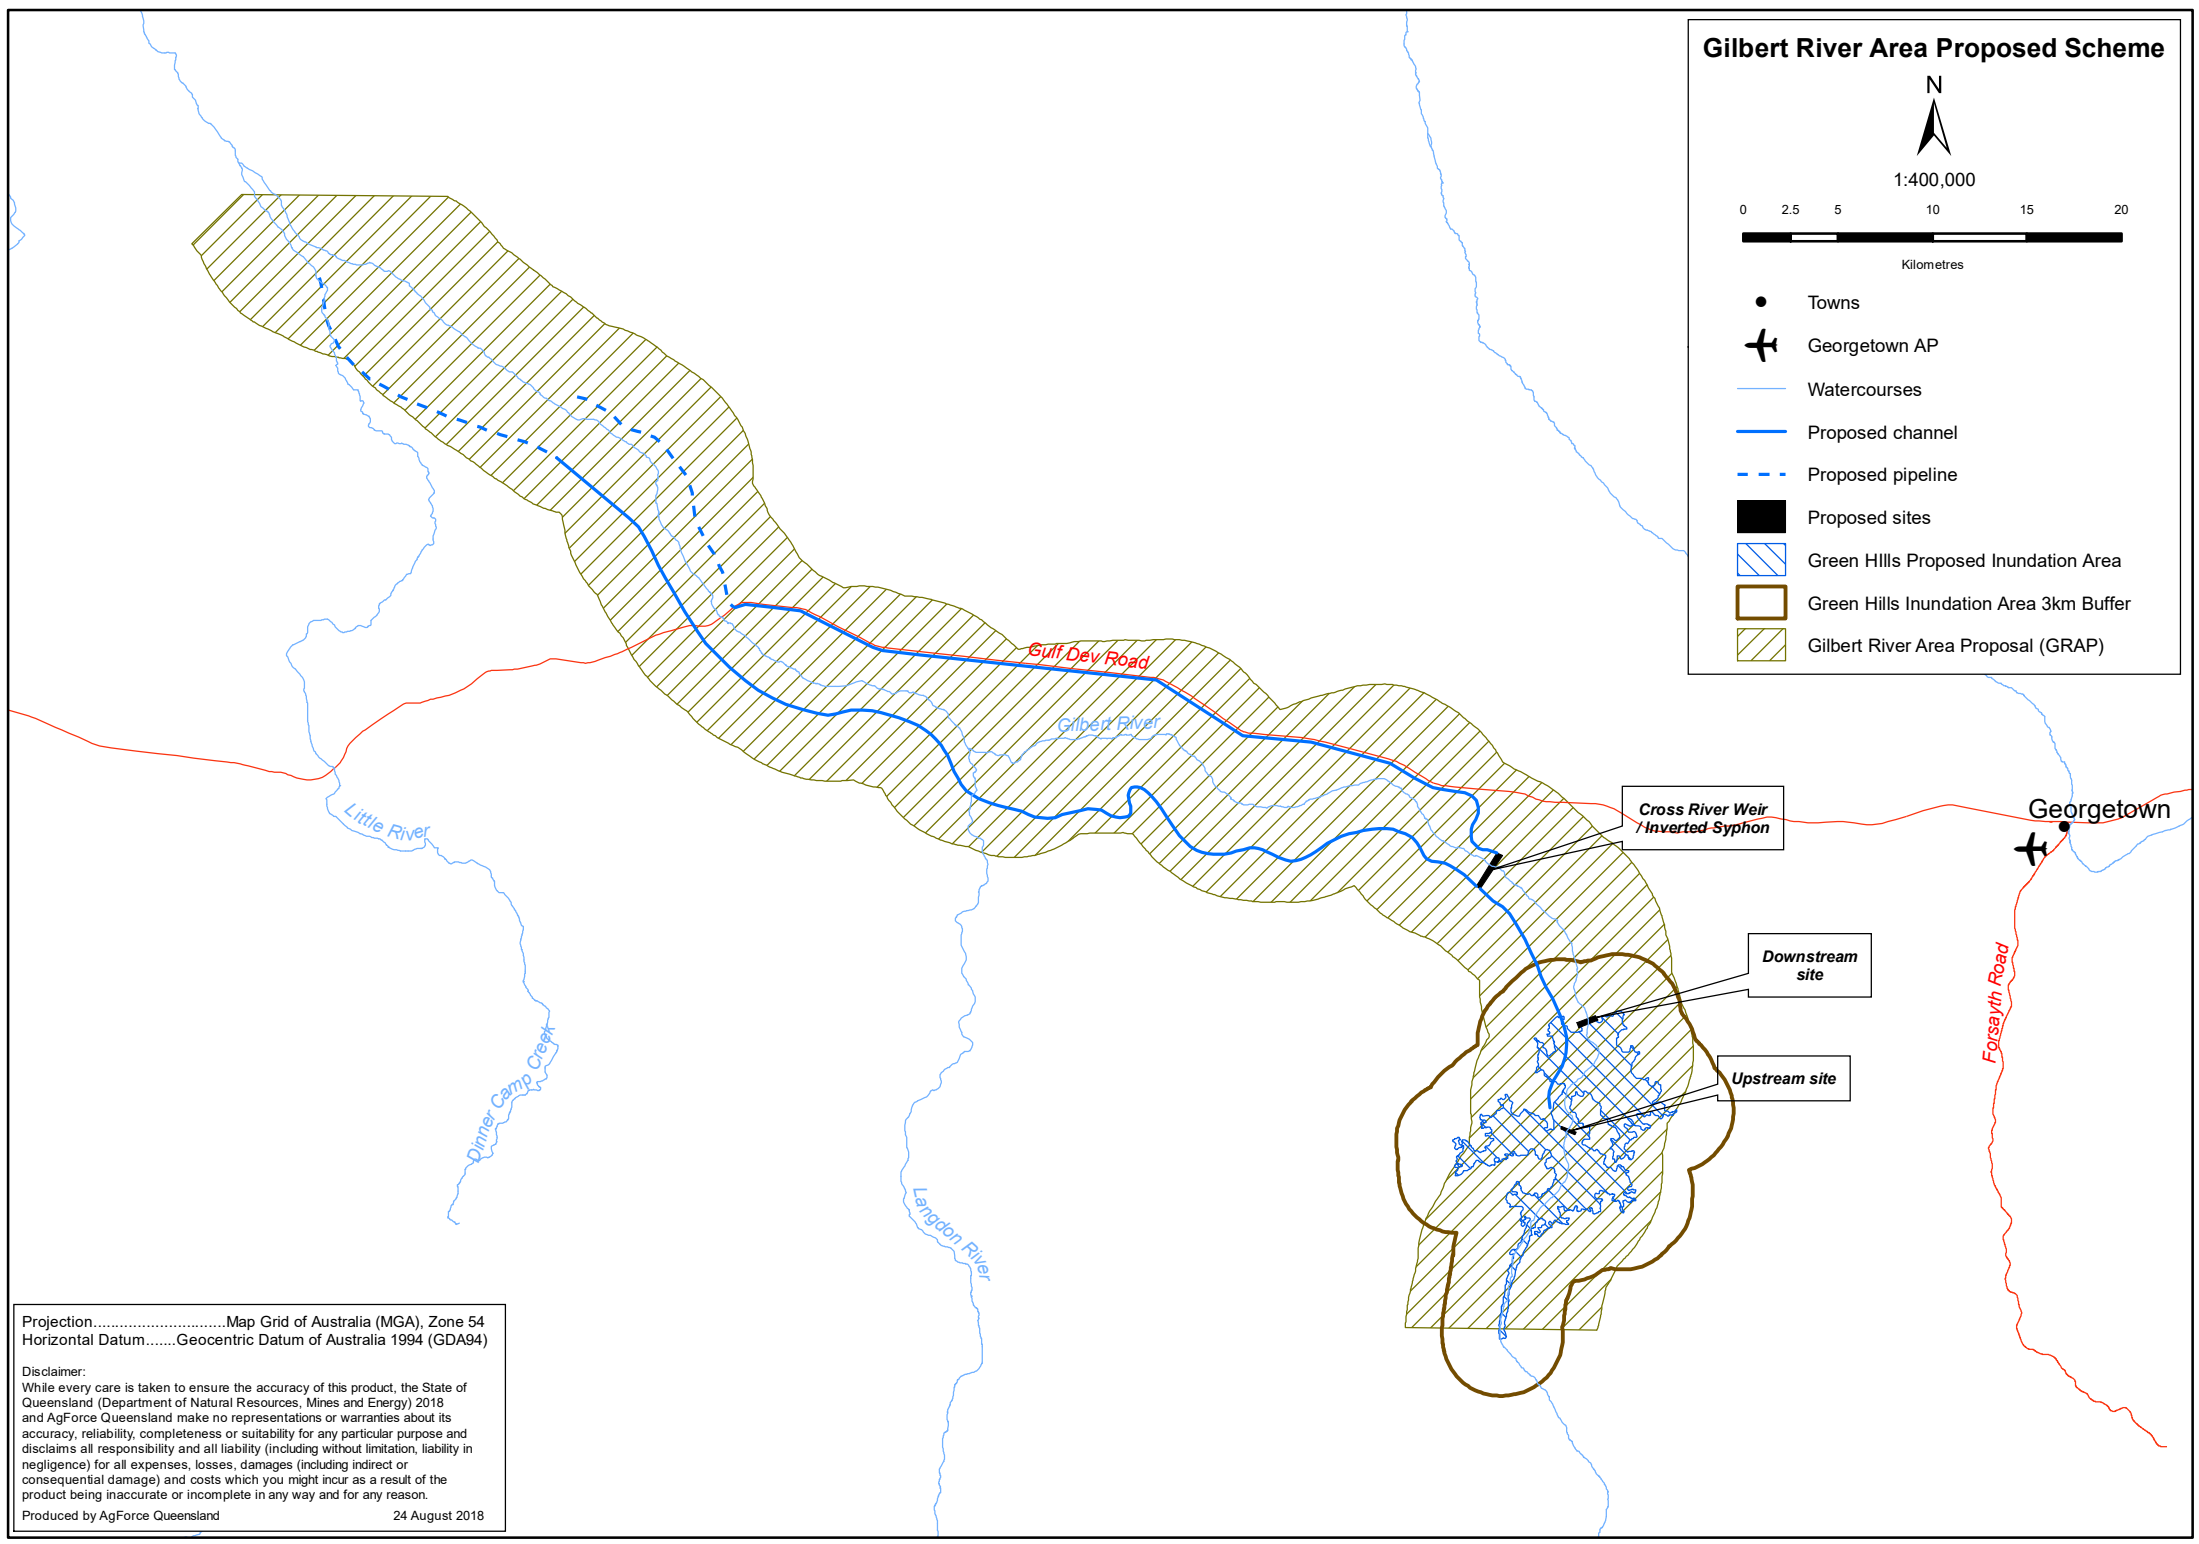 Gilbert River Area Proposed Scheme
N
1:400,000
0 2.5 5 10 15 20
Kilometres
Towns
Georgetown AP
Watercourses
Proposed channel
Proposed pipeline
Proposed sites
Green HIlls Proposed Inundation Area
Green Hills Inundation Area 3km Buffer
Gilbert River Area Proposal (GRAP)
Gulf Dev Road
Gilbert River
Cross River Weir
/ Inverted Syphon
Georgetown
Little River
Downstream
site
Forsayth Road
Upstream site
Dinner Camp Creek
Langdon River
Projection.............................Map Grid of Australia (MGA), Zone 54
Horizontal Datum.......Geocentric Datum of Australia 1994 (GDA94)
Disclaimer:
While every care is taken to ensure the accuracy of this product, the State of
Queensland (Department of Natural Resources, Mines and Energy) 2018
and AgForce Queensland make no representations or warranties about its
accuracy, reliability, completeness or suitability for any particular purpose and
disclaims all responsibility and all liability (including without limitation, liability in
negligence) for all expenses, losses, damages (including indirect or
consequential damage) and costs which you might incur as a result of the
product being inaccurate or incomplete in any way and for any reason.
Produced by AgForce Queensland 24 August 2018